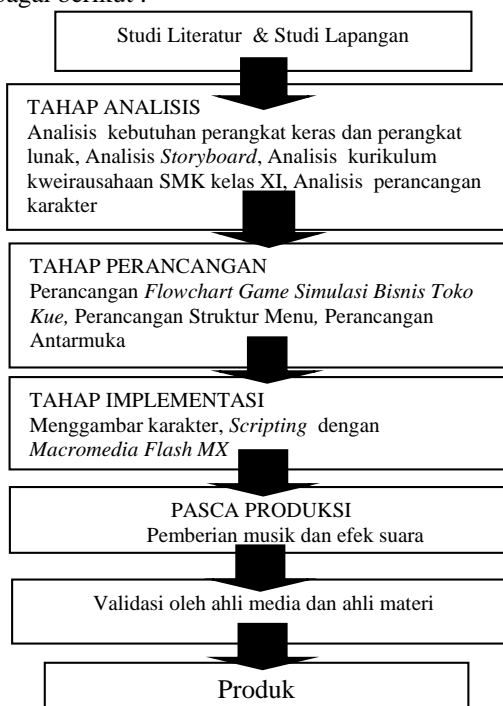 bagai berikut :
Studi Literatur & Studi Lapangan
TAHAP ANALISIS
Analisis kebutuhan perangkat keras dan perangkat
lunak, Analisis Storyboard, Analisis kurikulum
kweirausahaan SMK kelas XI, Analisis perancangan
karakter
TAHAP PERANCANGAN
Perancangan Flowchart Game Simulasi Bisnis Toko
Kue, Perancangan Struktur Menu, Perancangan
Antarmuka
TAHAP IMPLEMENTASI
Menggambar karakter, Scripting dengan
Macromedia Flash MX
PASCA PRODUKSI
Pemberian musik dan efek suara
Validasi oleh ahli media dan ahli materi
Produk